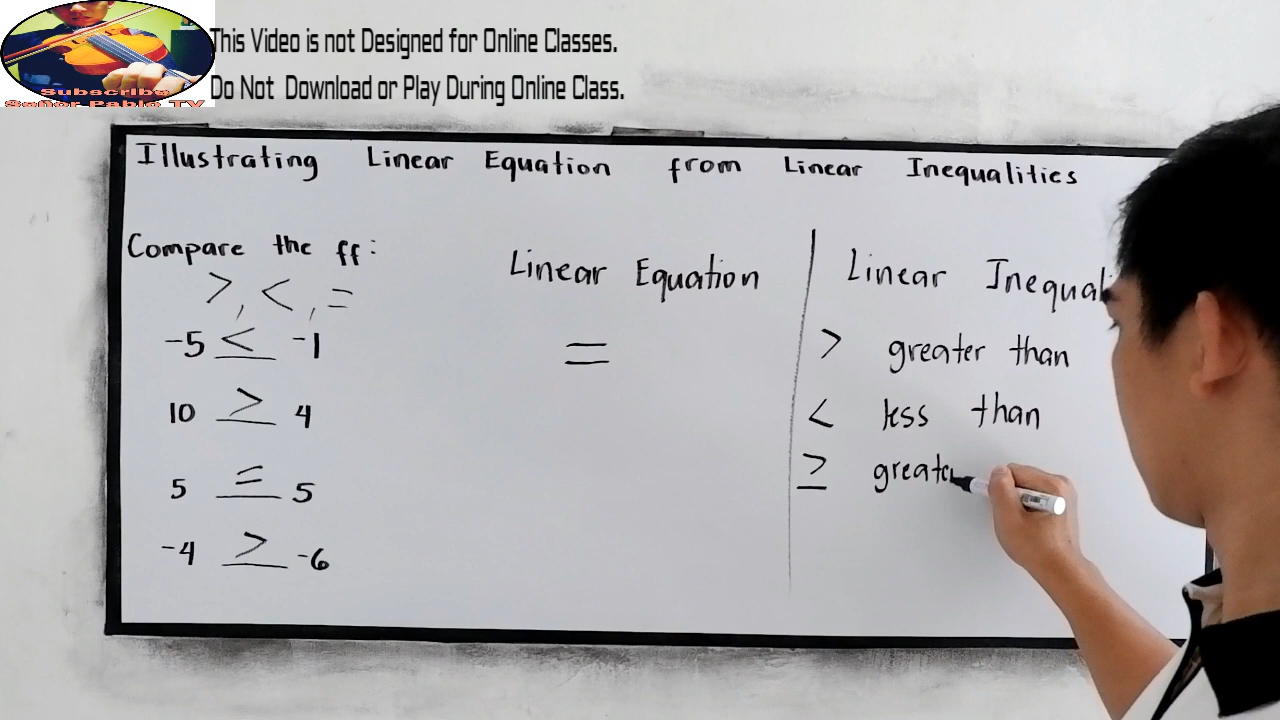 This Video is not Designed for Online Classes.
Do Not Download or Play During Online Class.
Subscribe
Señor Pablo TV
Illustrating Linear Equation from Linear Inequalities
Compare the ff:
>, <, =
-5 < -1
10 > 4
5 = 5
-4 > -6
Linear Equation
=
Linear Inequal
> greater than
< less than
≥ greater